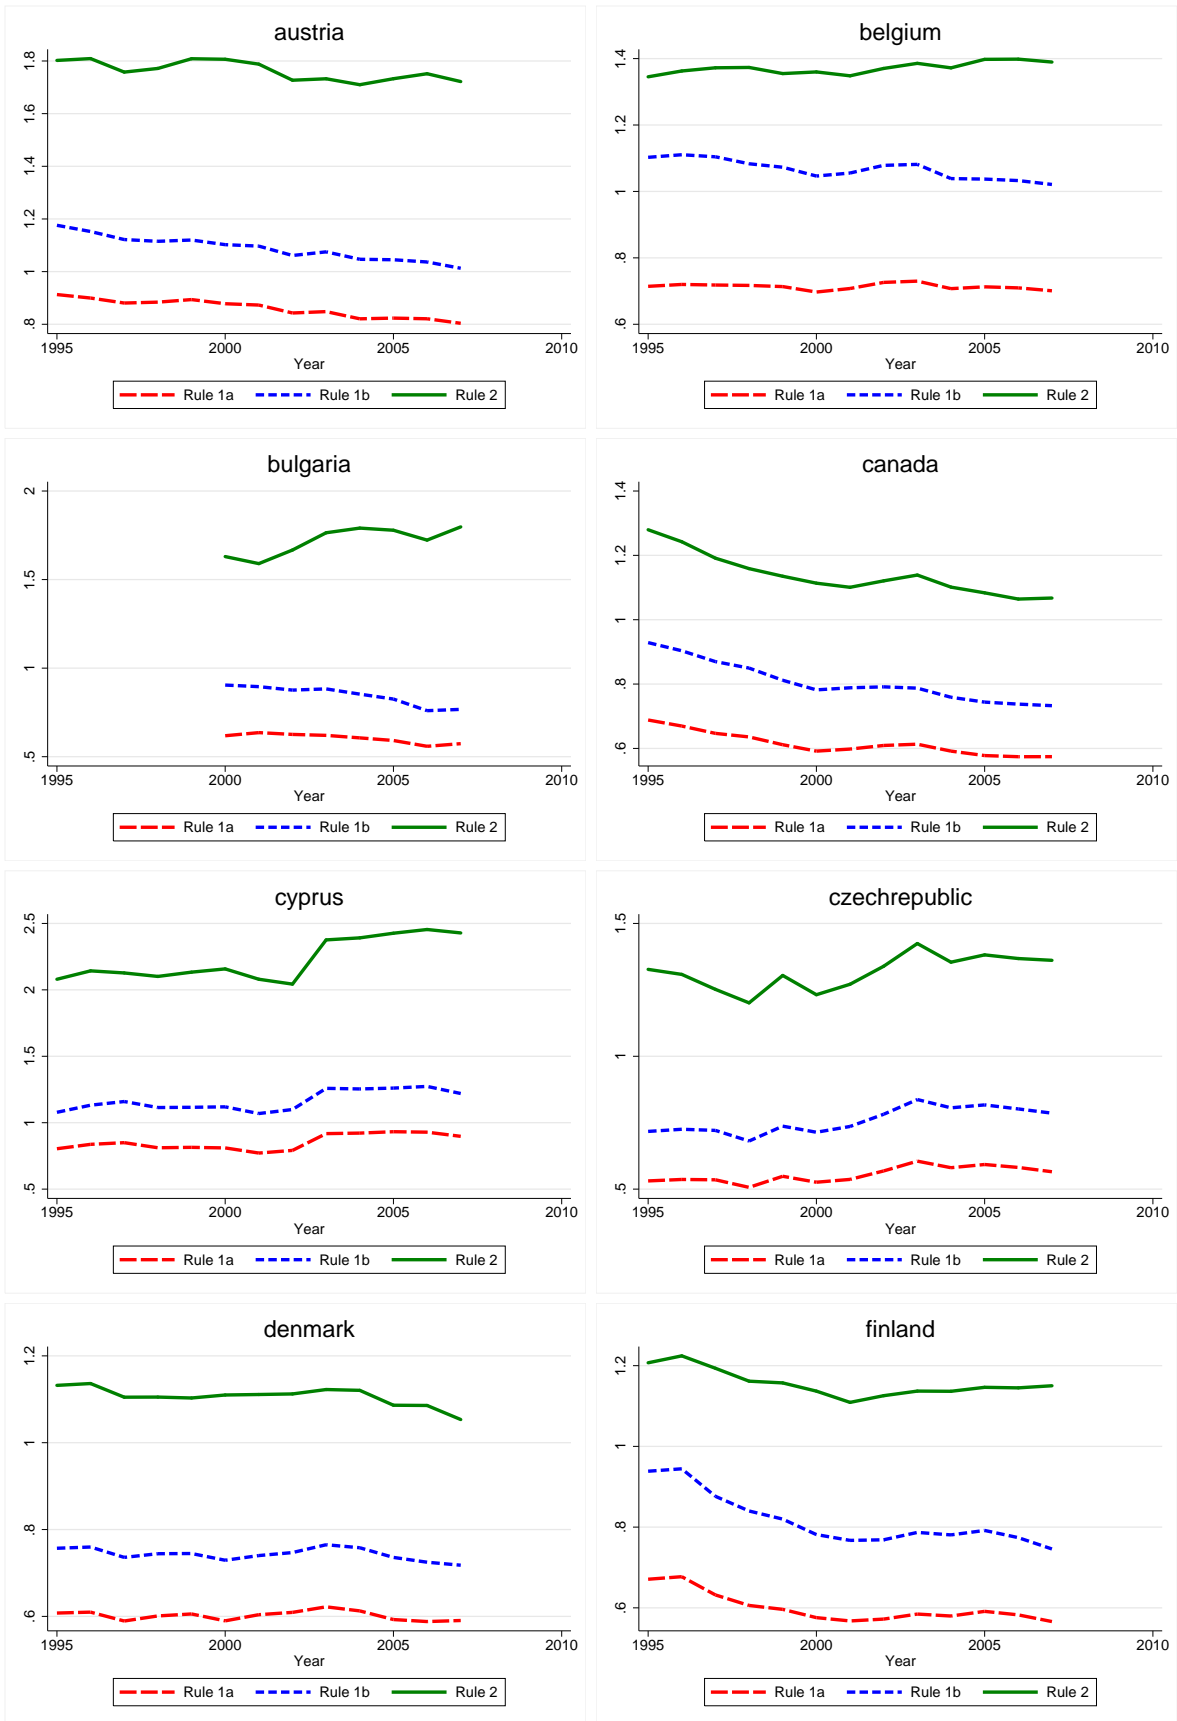 austria
1.8
1.6
1.4
1.2
1
.8
1995 2000 2005 2010
Year
Rule 1a Rule 1b Rule 2
belgium
1.4
1.2
1
.8
.6
1995 2000 2005 2010
Year
Rule 1a Rule 1b Rule 2
bulgaria
2
1.5
1
.5
1995 2000 2005 2010
Year
Rule 1a Rule 1b Rule 2
canada
1.4
1.2
1
.8
.6
1995 2000 2005 2010
Year
Rule 1a Rule 1b Rule 2
cyprus
2.5
2
1.5
1
.5
1995 2000 2005 2010
Year
Rule 1a Rule 1b Rule 2
czechrepublic
1.5
1
.5
1995 2000 2005 2010
Year
Rule 1a Rule 1b Rule 2
denmark
1.2
1
.8
.6
1995 2000 2005 2010
Year
Rule 1a Rule 1b Rule 2
finland
1.2
1
.8
.6
1995 2000 2005 2010
Year
Rule 1a Rule 1b Rule 2